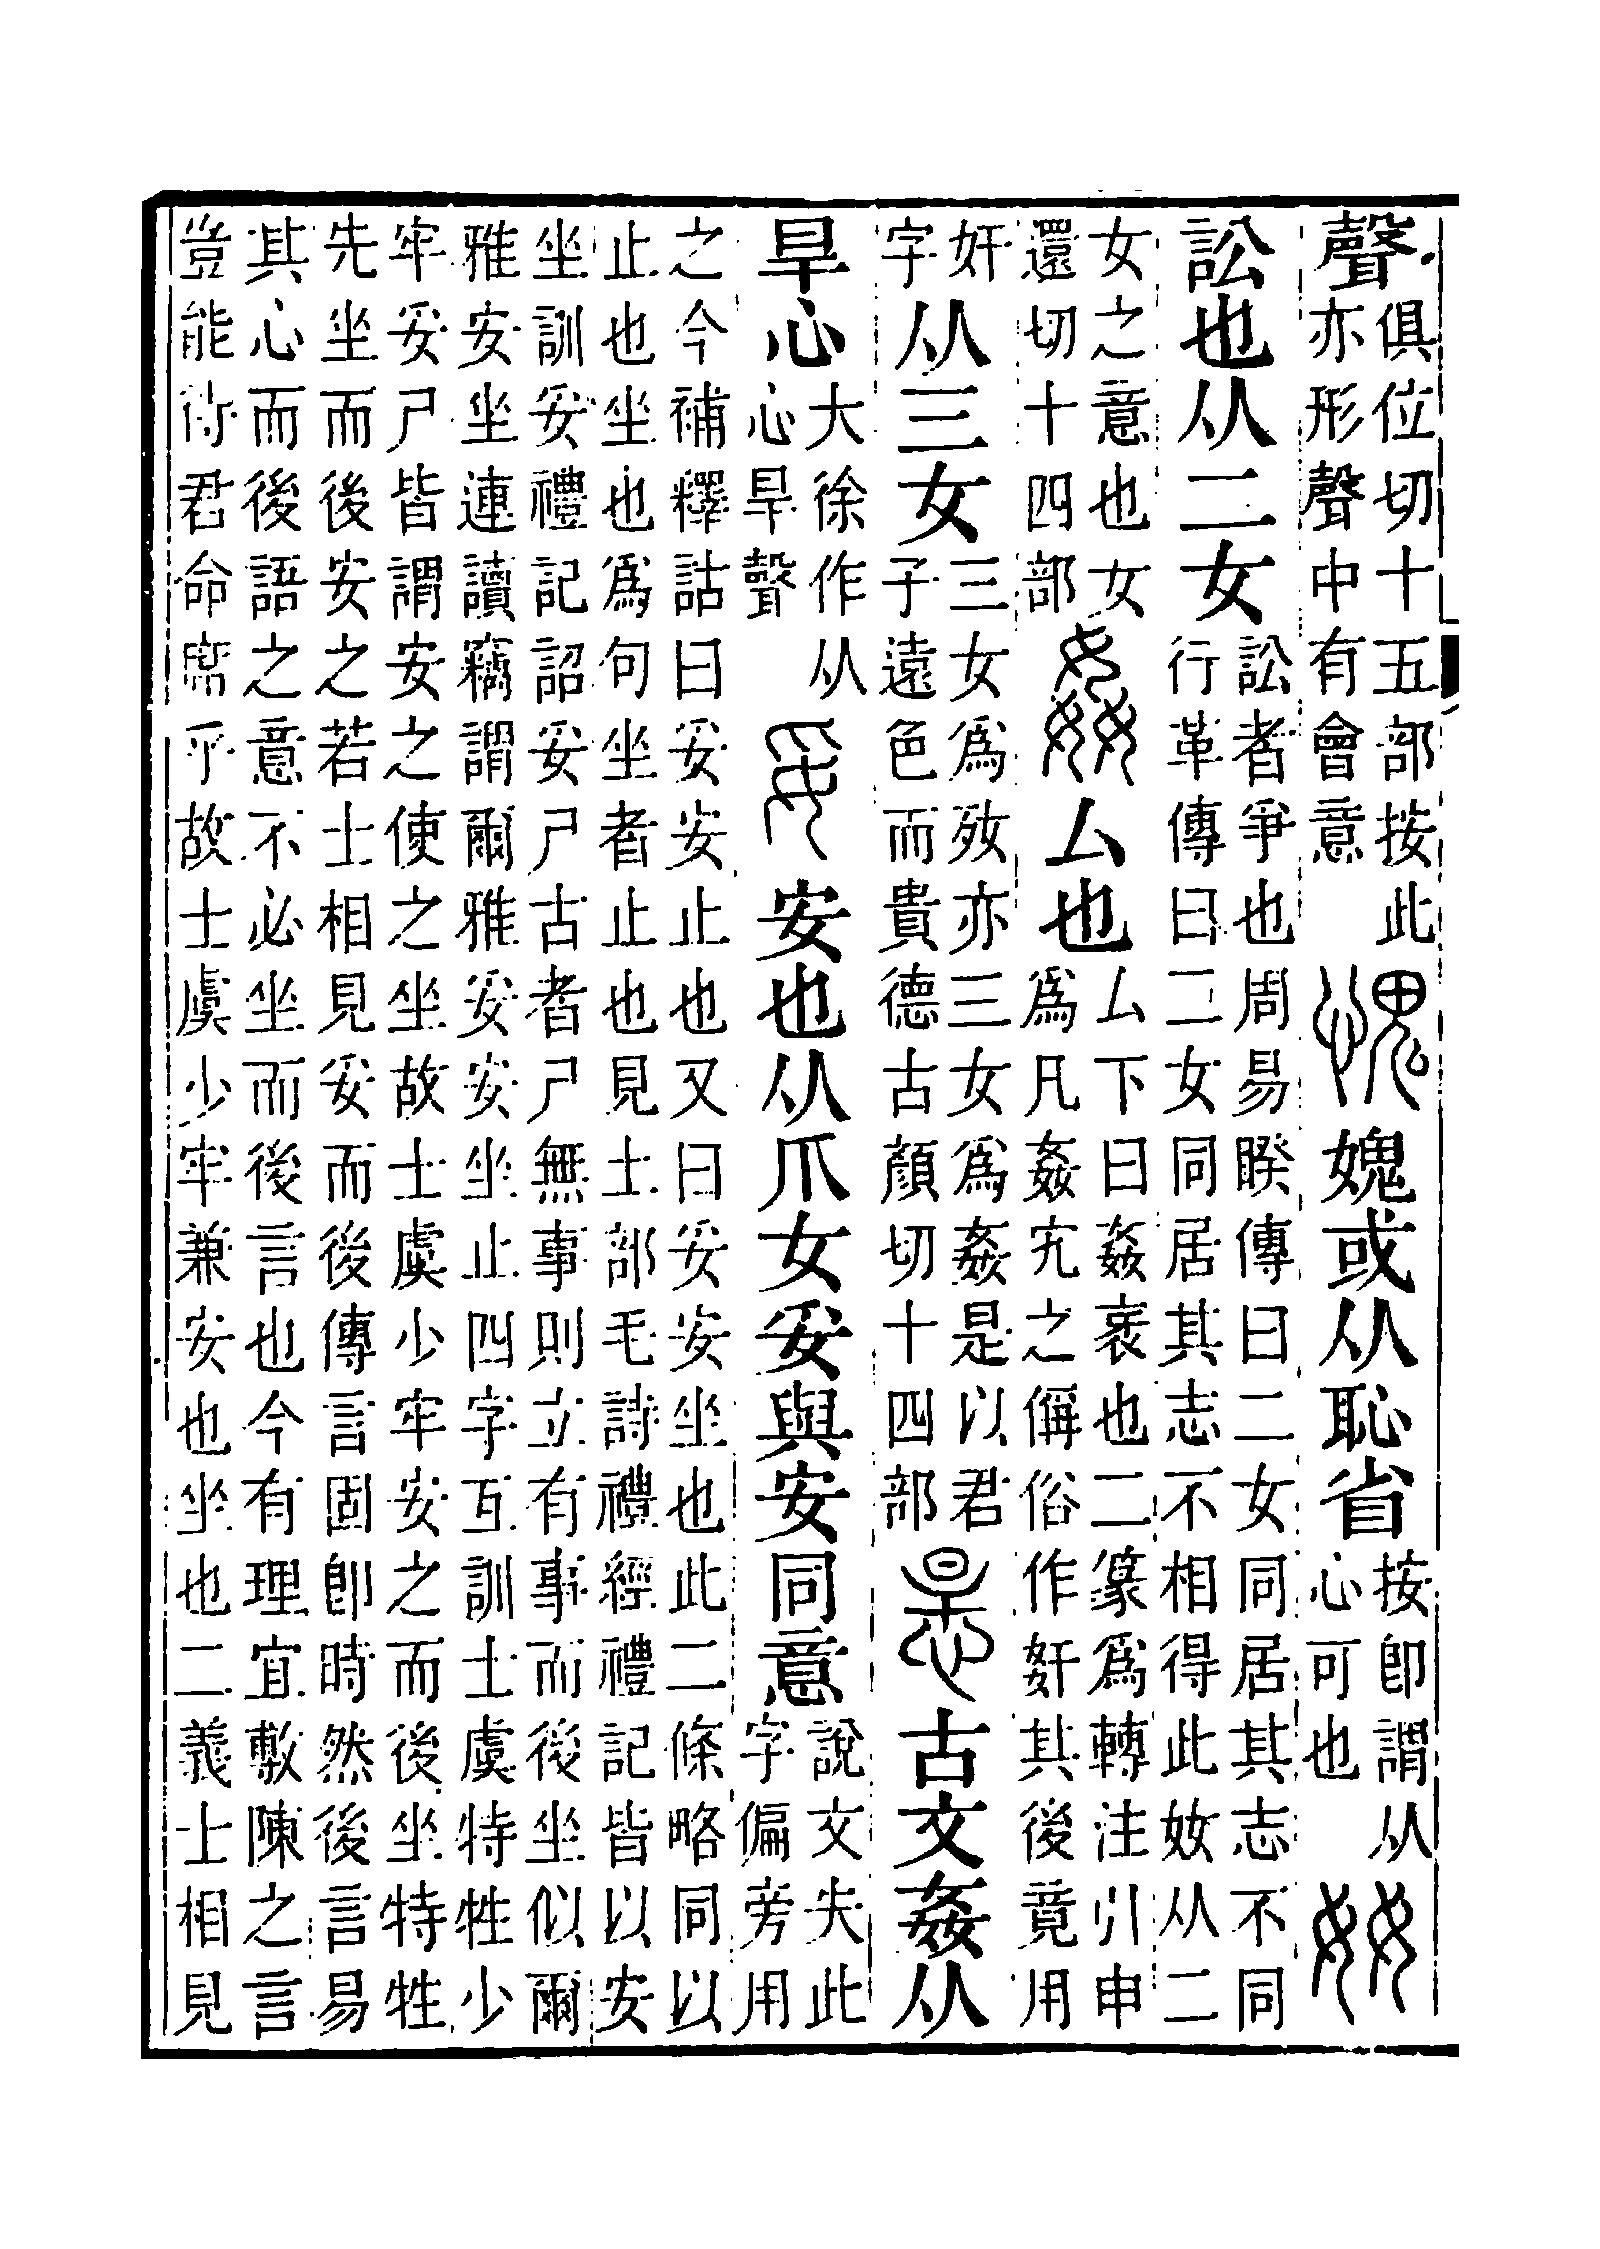 聲俱位切十五部按此亦形聲中有會意愧媿或从恥省按卽謂从心可也奻
訟也从二女訟者爭也周易睽傳曰二女同居其志不同行革傳曰二女同居其志不相得此奻从二
女之意也女還切十四部姦厶也厶下曰姦衺也二篆爲轉注引申爲凡姦宄之偁俗作奸其後竟用
奸字从三女三女爲㚣亦三女爲姦是以君子遠色而貴德古顏切十四部𢙶古文姦从
旱心大徐作从心旱聲妥安也从爪女妥與安同意說文失此字偏旁用
之今補釋詁曰妥安止也又曰妥安坐也此二條略同以
止也坐也爲句坐者止也見土部毛詩禮經禮記皆以安
坐訓妥禮記詔妥尸古者尸無事則立有事而後坐似爾
雅安坐連讀竊謂爾雅妥安坐止四字互訓士虞特牲少
牢妥尸皆謂安之使之坐故士虞少牢安之而後坐特牲
先坐而後安之若士相見妥而後傳言固卽時然後言易
其心而後語之意不必坐而後言也今有理宜敷陳之言
豈能待君命席乎故士虞少牢兼安也坐也二義士相見